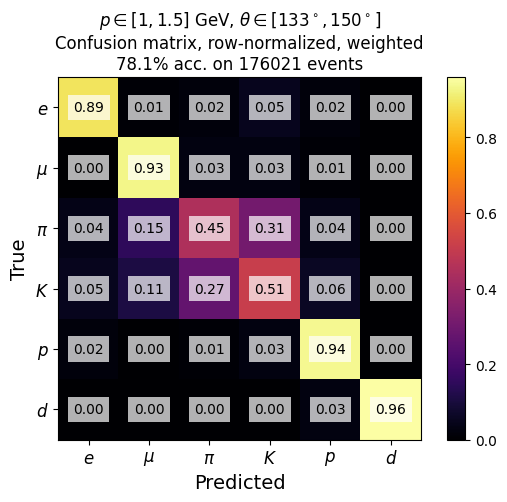 p ∈ [1, 1.5] GeV, θ ∈ [133°, 150°]
Confusion matrix, row-normalized, weighted
78.1% acc. on 176021 events
e 0.89 0.01 0.02 0.05 0.02 0.00
μ 0.00 0.93 0.03 0.03 0.01 0.00
π 0.04 0.15 0.45 0.31 0.04 0.00
K 0.05 0.11 0.27 0.51 0.06 0.00
p 0.02 0.00 0.01 0.03 0.94 0.00
d 0.00 0.00 0.00 0.00 0.03 0.96
e μ π K p d
Predicted
True
0.8
0.6
0.4
0.2
0.0